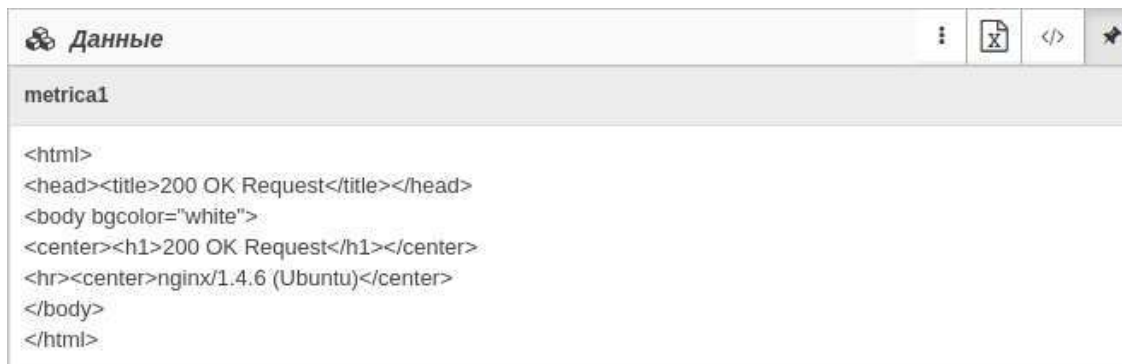 Данные
metrica1
<html>
<head><title>200 OK Request</title></head>
<body bgcolor="white">
<center><h1>200 OK Request</h1></center>
<hr><center>nginx/1.4.6 (Ubuntu)</center>
</body>
</html>